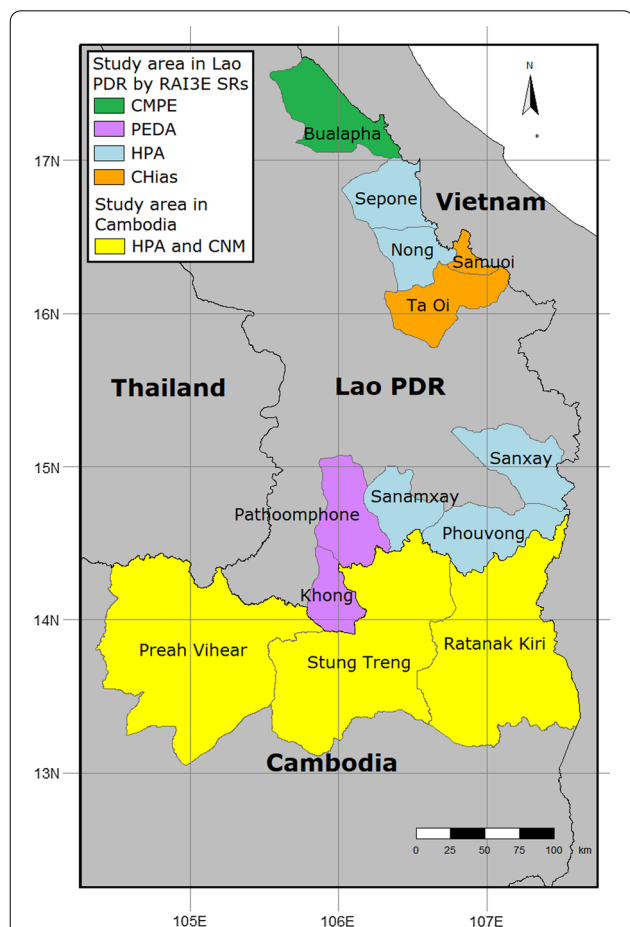 Study area in Lao
PDR by RAI3E SRs
CMPE
PEDA
HPA
CHias
Study area in
Cambodia
HPA and CNM
N
Bualapha
17N
Sepone
Vietnam
Nong
Samuoi
Ta Oi
16N
Thailand
Lao PDR
15N
Sanxay
Sananxay
Pathoomphone
Phouvong
Khong
14N
Preah Vihear
Stung Treng
Ratanak Kiri
13N
Cambodia
0 25 50 75 100 km
105E 106E 107E